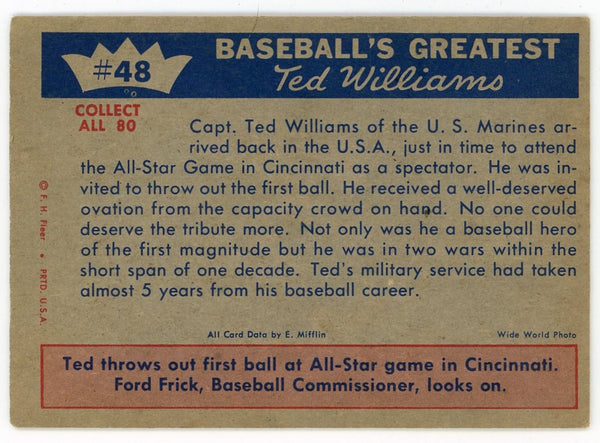 #48
BASEBALL'S GREATEST
Ted Williams
COLLECT
ALL 80
Capt. Ted Williams of the U. S. Marines ar-
rived back in the U.S.A., just in time to attend
the All-Star Game in Cincinnati as a spectator. He was in-
vited to throw out the first ball. He received a well-deserved
ovation from the capacity crowd on hand. No one could
deserve the tribute more. Not only was he a baseball hero
of the first magnitude but he was in two wars within the
short span of one decade. Ted's military service had taken
almost 5 years from his baseball career.
© F. H. Fleer • PRTD. U.S.A.
All Card Data by E. Mifflin
Wide World Photo
Ted throws out first ball at All-Star game in Cincinnati.
Ford Frick, Baseball Commissioner, looks on.